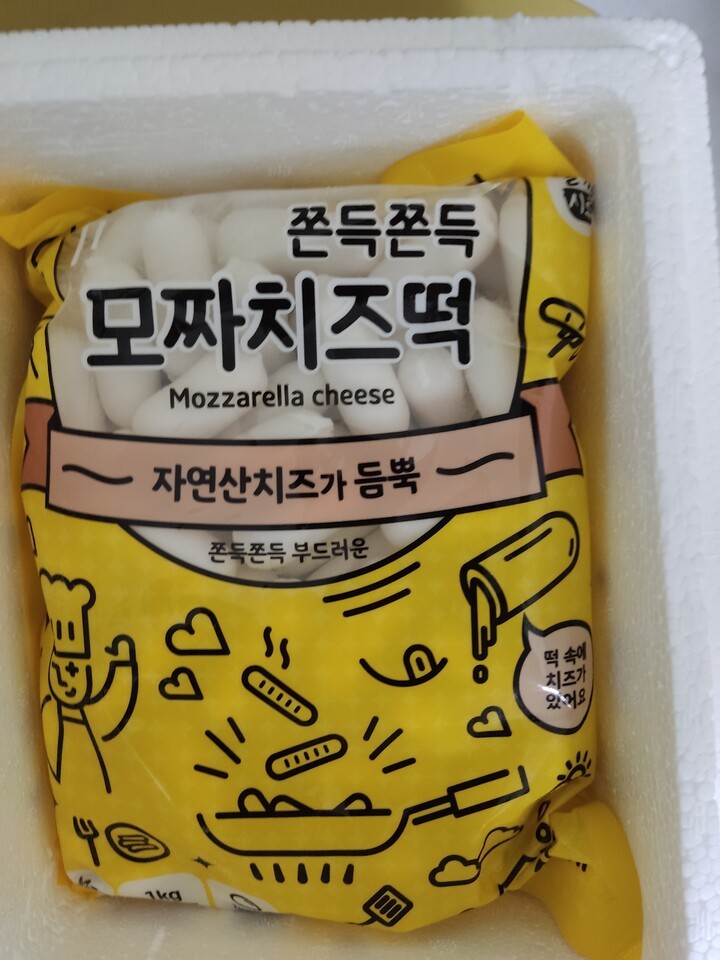 쫀득쫀득
모짜치즈떡
Mozzarella cheese
자연산치즈가 듬뿍
쫀득쫀득 부드러운
떡 속에
치즈가
있어요
1kg